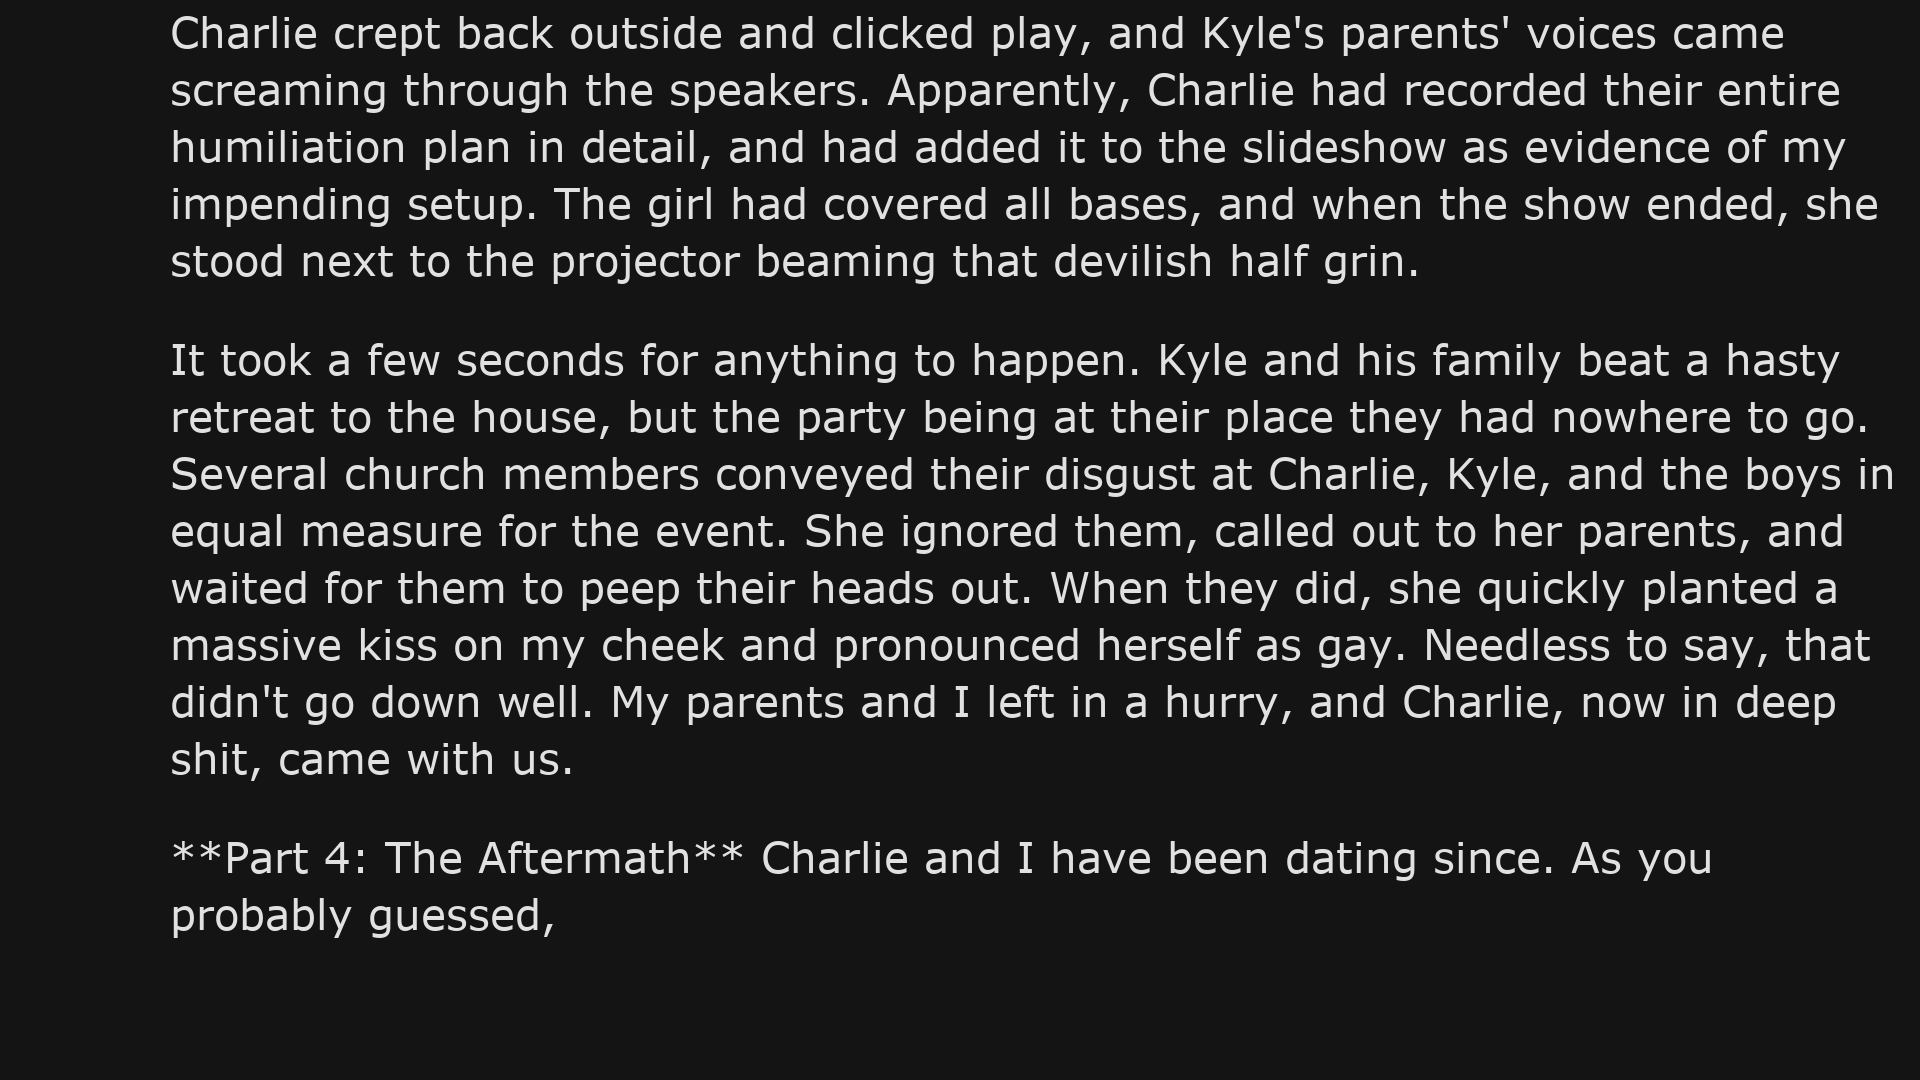 Charlie crept back outside and clicked play, and Kyle's parents' voices came
screaming through the speakers. Apparently, Charlie had recorded their entire
humiliation plan in detail, and had added it to the slideshow as evidence of my
impending setup. The girl had covered all bases, and when the show ended, she
stood next to the projector beaming that devilish half grin.
It took a few seconds for anything to happen. Kyle and his family beat a hasty
retreat to the house, but the party being at their place they had nowhere to go.
Several church members conveyed their disgust at Charlie, Kyle, and the boys in
equal measure for the event. She ignored them, called out to her parents, and
waited for them to peep their heads out. When they did, she quickly planted a
massive kiss on my cheek and pronounced herself as gay. Needless to say, that
didn't go down well. My parents and I left in a hurry, and Charlie, now in deep
shit, came with us.
**Part 4: The Aftermath** Charlie and I have been dating since. As you
probably guessed,